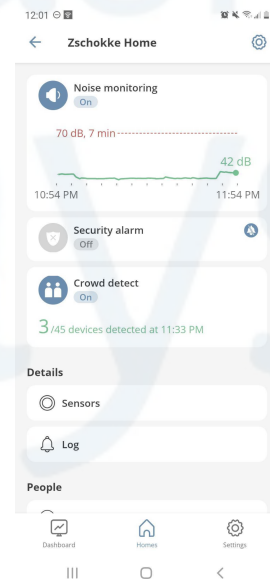 12:01
Zschokke Home
Noise monitoring
On
70 dB, 7 min
42 dB
10:54 PM 11:54 PM
Security alarm
Off
Crowd detect
On
3/45 devices detected at 11:33 PM
Details
Sensors
Log
People
Dashboard Homes Settings